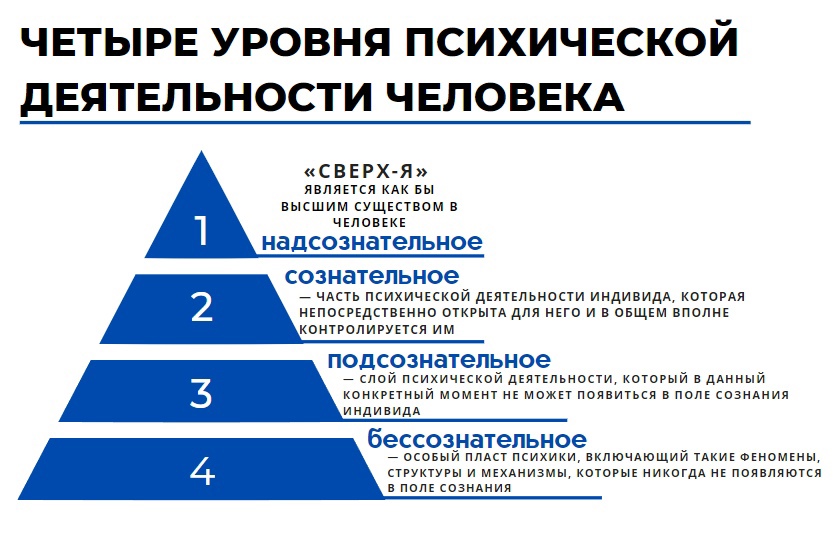 ЧЕТЫРЕ УРОВНЯ ПСИХИЧЕСКОЙ
ДЕЯТЕЛЬНОСТИ ЧЕЛОВЕКА
1
«СВЕРХ-Я»
ЯВЛЯЕТСЯ КАК БЫ
ВЫСШИМ СУЩЕСТВОМ В
ЧЕЛОВЕКЕ
надсознательное
2
сознательное
— ЧАСТЬ ПСИХИЧЕСКОЙ ДЕЯТЕЛЬНОСТИ ИНДИВИДА, КОТОРАЯ
НЕПОСРЕДСТВЕННО ОТКРЫТА ДЛЯ НЕГО И В ОБЩЕМ ВПОЛНЕ
КОНТРОЛИРУЕТСЯ ИМ
3
подсознательное
— СЛОЙ ПСИХИЧЕСКОЙ ДЕЯТЕЛЬНОСТИ, КОТОРЫЙ В ДАННЫЙ
КОНКРЕТНЫЙ МОМЕНТ НЕ МОЖЕТ ПОЯВИТЬСЯ В ПОЛЕ СОЗНАНИЯ
ИНДИВИДА
4
бессознательное
— ОСОБЫЙ ПЛАСТ ПСИХИКИ, ВКЛЮЧАЮЩИЙ ТАКИЕ ФЕНОМЕНЫ,
СТРУКТУРЫ И МЕХАНИЗМЫ, КОТОРЫЕ НИКОГДА НЕ ПОЯВЛЯЮТСЯ
В ПОЛЕ СОЗНАНИЯ